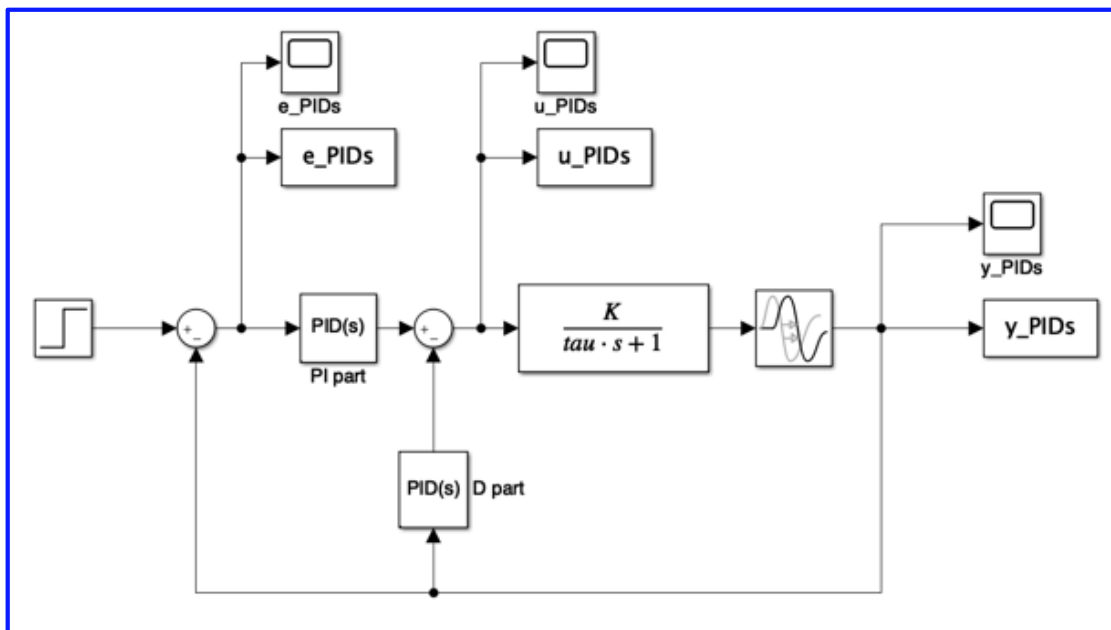 e_PIDs
u_PIDs
e_PIDs
u_PIDs
y_PIDs
y_PIDs
+
−
PID(s)
PI part
+
−
K
tau · s + 1
PID(s)
D part